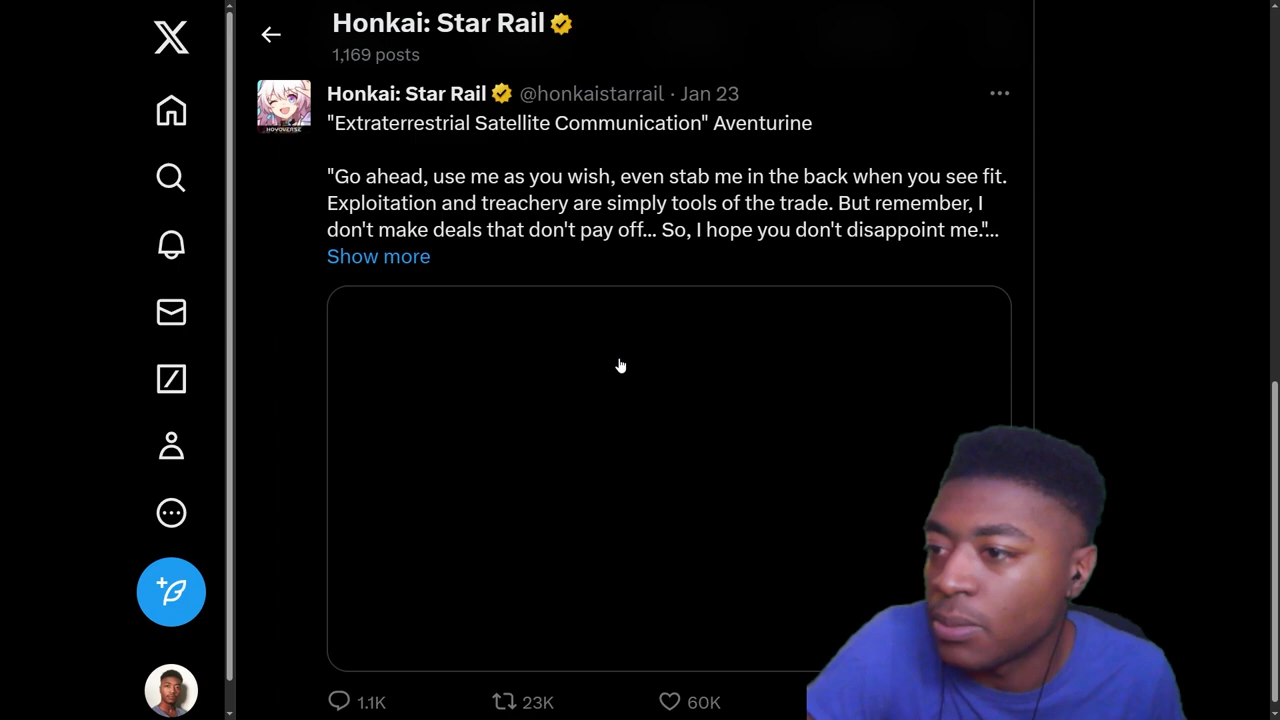 Honkai: Star Rail
1,169 posts
Honkai: Star Rail @honkaistarrail · Jan 23
"Extraterrestrial Satellite Communication" Aventurine
"Go ahead, use me as you wish, even stab me in the back when you see fit.
Exploitation and treachery are simply tools of the trade. But remember, I
don't make deals that don't pay off... So, I hope you don't disappoint me."...
Show more
1.1K 23K 60K
HOYOVERSE